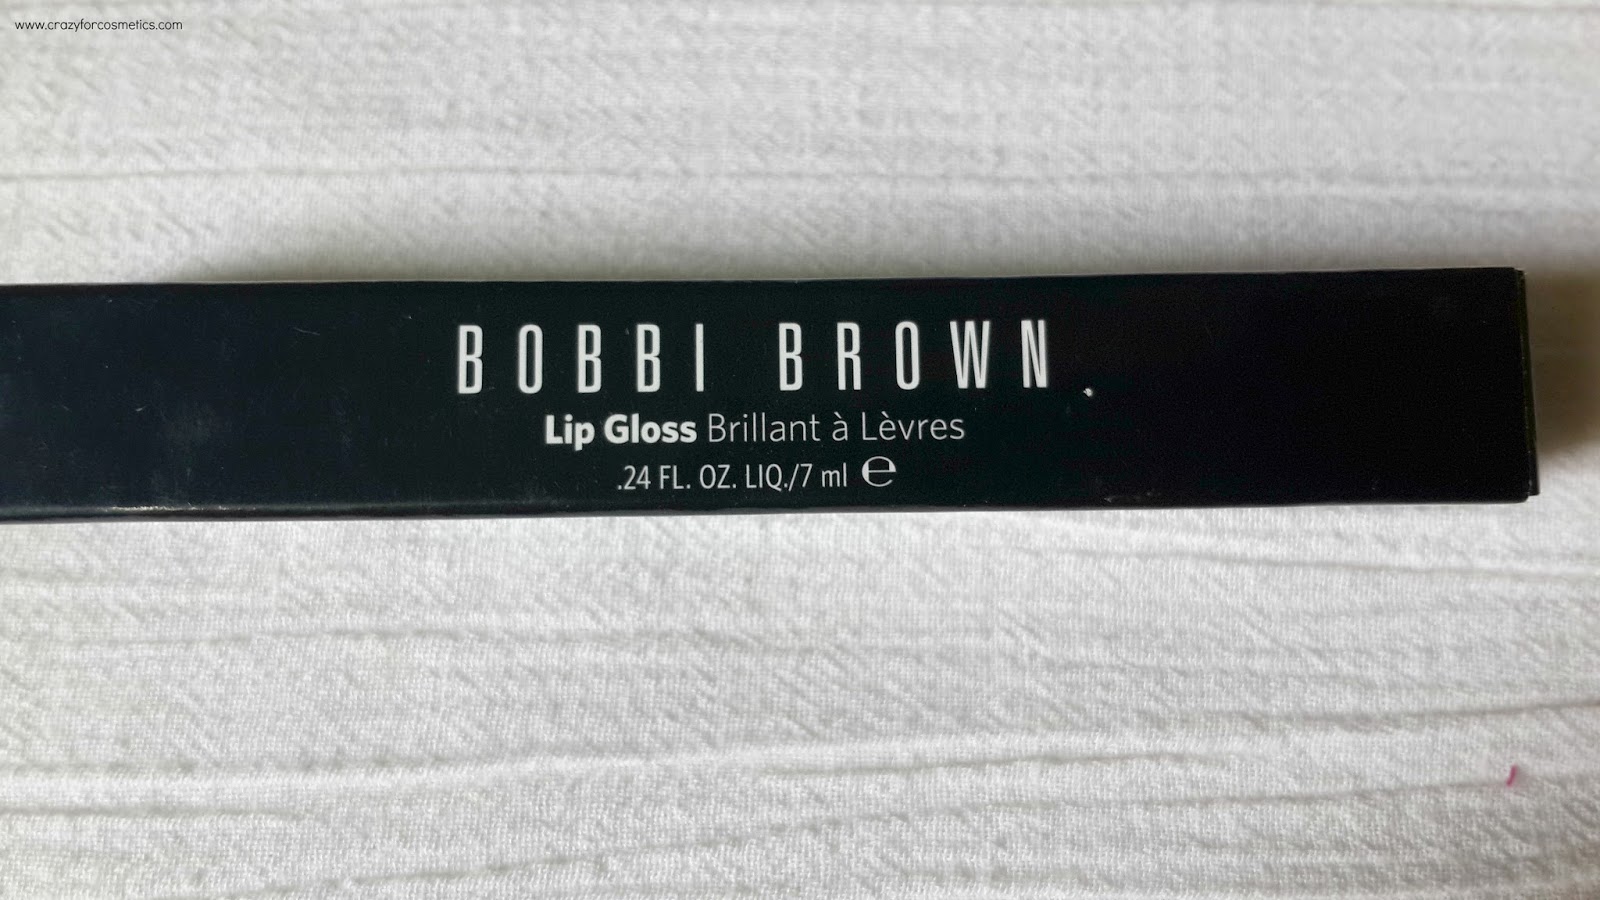 www.crazyforcosmetics.com
BOBBI BROWN
Lip Gloss Brillant à Lèvres
.24 FL. OZ. LIQ./7 ml ℮